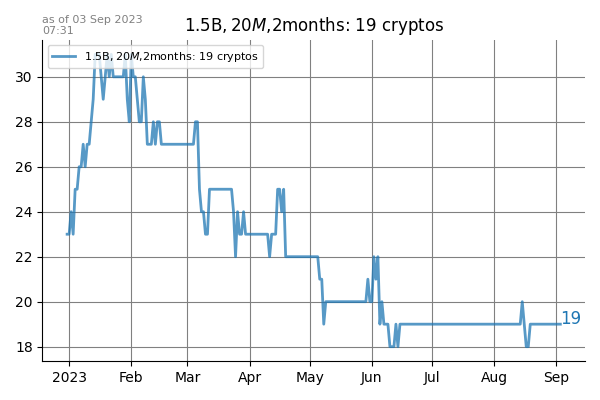 as of 03 Sep 2023
07:31
1.5B, 20M, 2months: 19 cryptos
1.5B, 20M, 2months: 19 cryptos
30
28
26
24
22
20
18
19
2023 Feb Mar Apr May Jun Jul Aug Sep